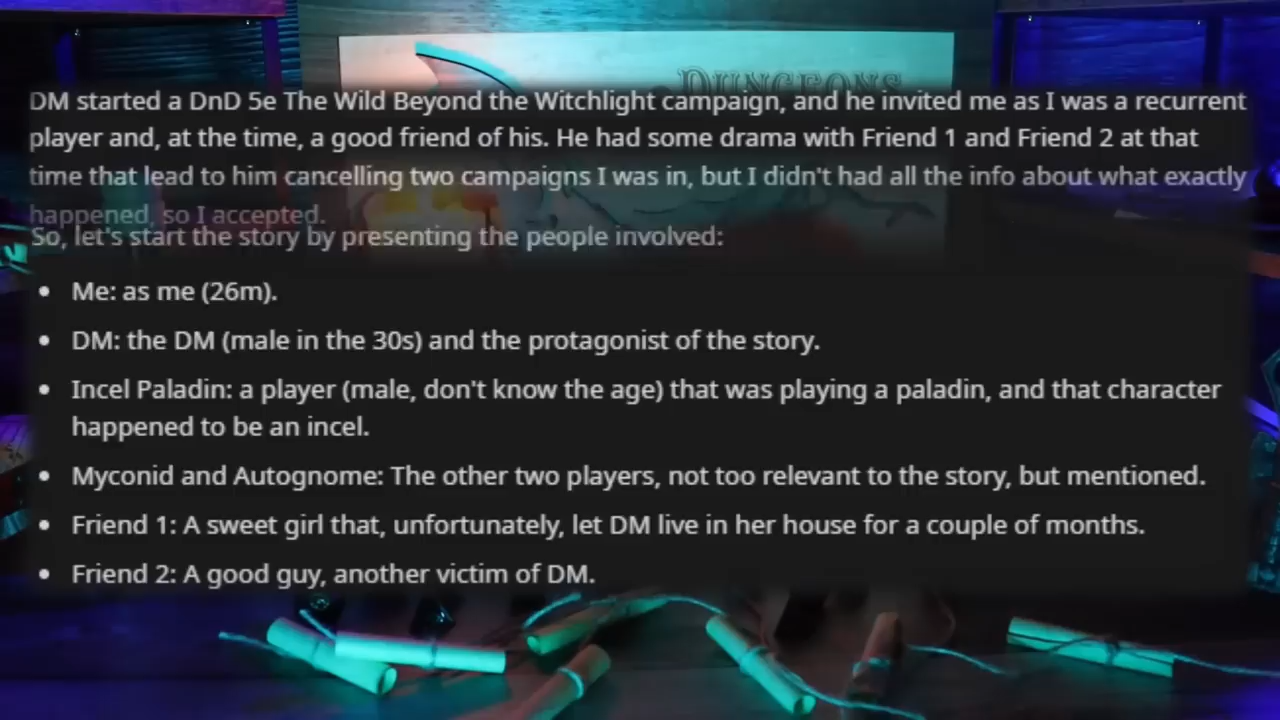 DUNGEONS
DM started a DnD 5e The Wild Beyond the Witchlight campaign, and he invited me as I was a recurrent
player and, at the time, a good friend of his. He had some drama with Friend 1 and Friend 2 at that
time that lead to him cancelling two campaigns I was in, but I didn't had all the info about what exactly
happened, so I accepted.
So, let's start the story by presenting the people involved:
• Me: as me (26m).
• DM: the DM (male in the 30s) and the protagonist of the story.
• Incel Paladin: a player (male, don't know the age) that was playing a paladin, and that character
happened to be an incel.
• Myconid and Autognome: The other two players, not too relevant to the story, but mentioned.
• Friend 1: A sweet girl that, unfortunately, let DM live in her house for a couple of months.
• Friend 2: A good guy, another victim of DM.